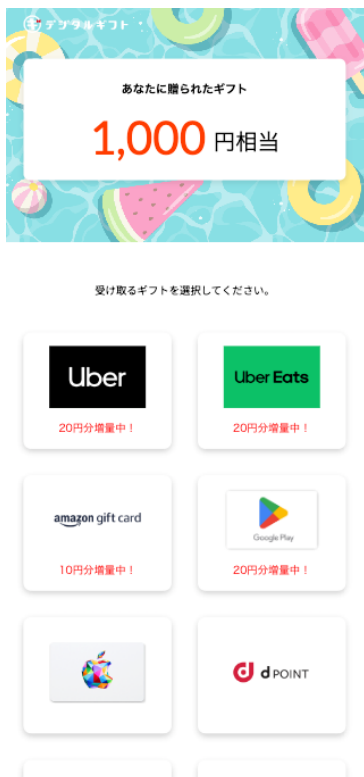 デジタルギフト
あなたに贈られたギフト
1,000 円相当
受け取るギフトを選択してください。
Uber
20円分増量中！
Uber Eats
20円分増量中！
amazon gift card
10円分増量中！
Google Play
20円分増量中！
d POINT